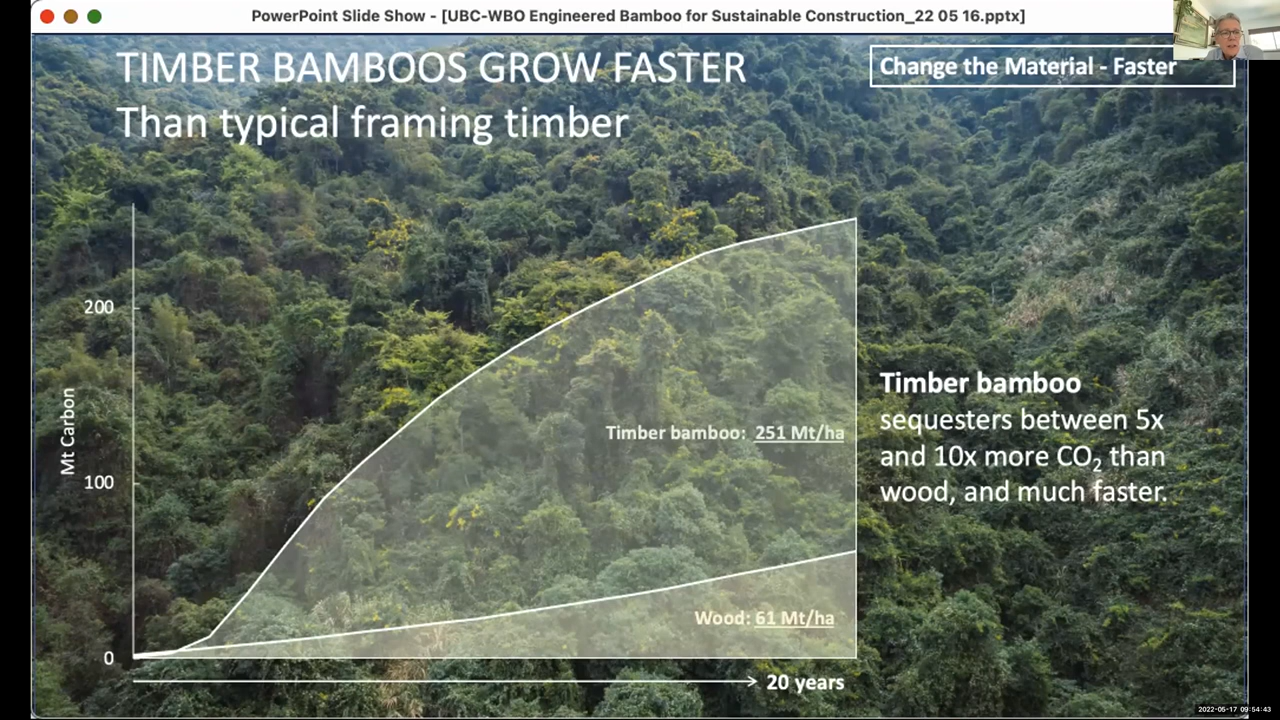 PowerPoint Slide Show - [UBC-WBO Engineered Bamboo for Sustainable Construction_22 05 16.pptx]
TIMBER BAMBOOS GROW FASTER
Than typical framing timber
Change the Material - Faster
200
100
0
Mt Carbon
Timber bamboo: 251 Mt/ha
Wood: 61 Mt/ha
20 years
Timber bamboo
sequesters between 5x
and 10x more CO₂ than
wood, and much faster.
2022-05-17 09:54:43